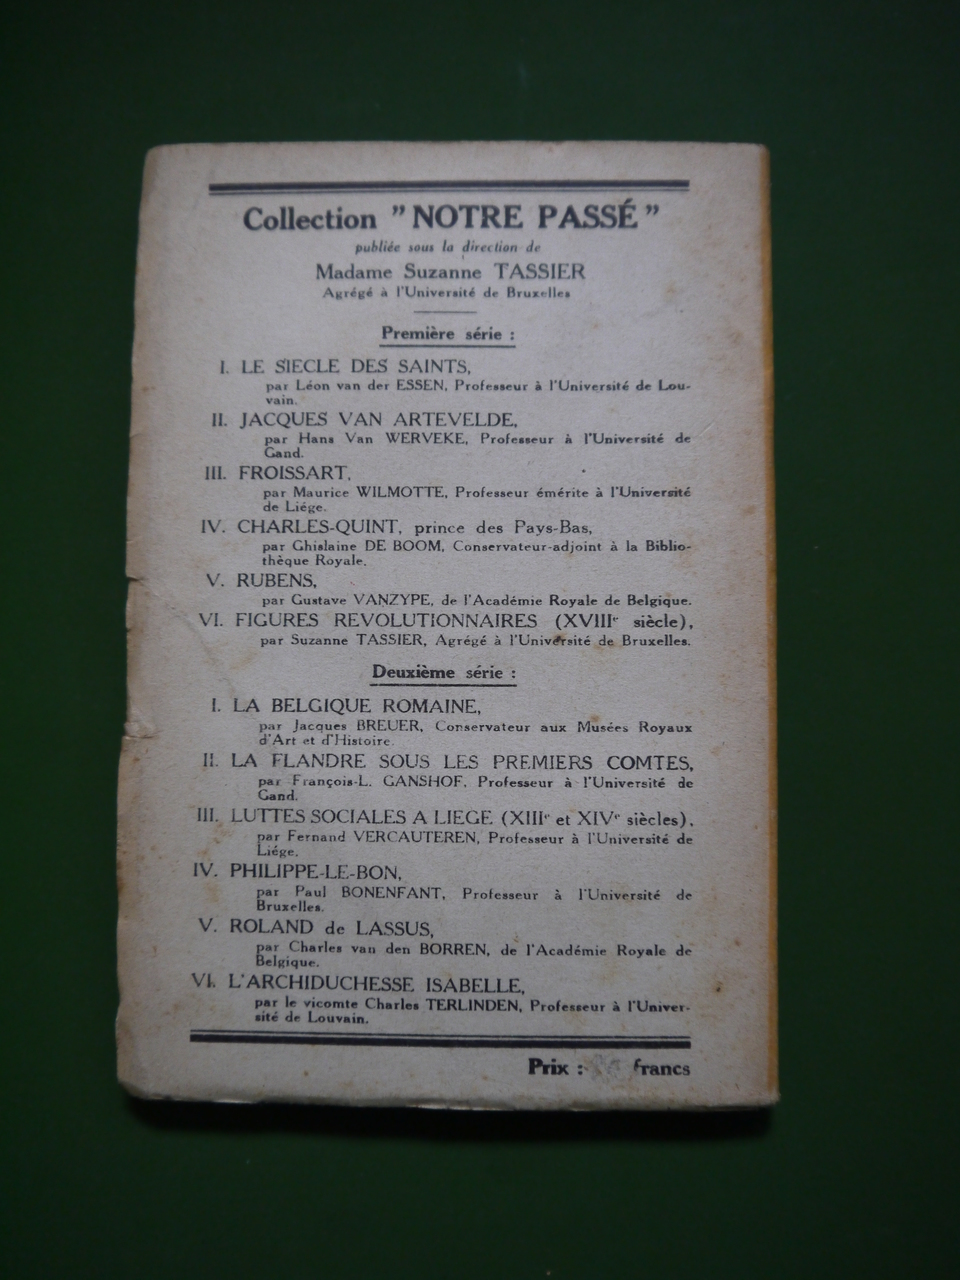 Collection " NOTRE PASSÉ "
publiée sous la direction de
Madame Suzanne TASSIER
Agrégé à l'Université de Bruxelles
Première série :
I. LE SIECLE DES SAINTS,
par Léon van der ESSEN, Professeur à l'Université de Lou-
vain.
II. JACQUES VAN ARTEVELDE,
par Hans Van WERVEKE, Professeur à l'Université de
Gand.
III. FROISSART,
par Maurice WILMOTTE, Professeur émérite à l'Université
de Liége.
IV. CHARLES-QUINT, prince des Pays-Bas,
par Ghislaine DE BOOM, Conservateur-adjoint à la Biblio-
thèque Royale.
V. RUBENS,
par Gustave VANZYPE, de l'Académie Royale de Belgique.
VI. FIGURES REVOLUTIONNAIRES (XVIIIe siècle),
par Suzanne TASSIER, Agrégé à l'Université de Bruxelles.
Deuxième série :
I. LA BELGIQUE ROMAINE,
par Jacques BREUER, Conservateur aux Musées Royaux
d'Art et d'Histoire.
II. LA FLANDRE SOUS LES PREMIERS COMTES,
par François-L. GANSHOF, Professeur à l'Université de
Gand.
III. LUTTES SOCIALES A LIEGE (XIIIe et XIVe siècles),
par Fernand VERCAUTEREN, Professeur à l'Université de
Liége.
IV. PHILIPPE-LE-BON,
par Paul BONENFANT, Professeur à l'Université de
Bruxelles.
V. ROLAND de LASSUS,
par Charles van den BORREN, de l'Académie Royale de
Belgique.
VI. L'ARCHIDUCHESSE ISABELLE,
par le vicomte Charles TERLINDEN, Professeur à l'Univer-
sité de Louvain.
Prix : francs